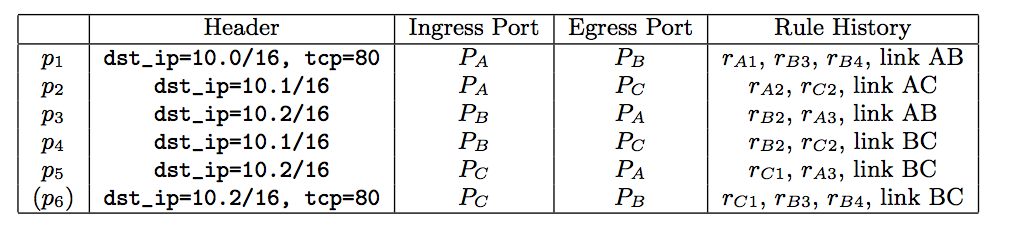 Header Ingress Port Egress Port Rule History
p1 dst_ip=10.0/16, tcp=80 PA PB rA1, rB3, rB4, link AB
p2 dst_ip=10.1/16 PA PC rA2, rC2, link AC
p3 dst_ip=10.2/16 PB PA rB2, rA3, link AB
p4 dst_ip=10.1/16 PB PC rB2, rC2, link BC
p5 dst_ip=10.2/16 PC PA rC1, rA3, link BC
(p6) dst_ip=10.2/16, tcp=80 PC PB rC1, rB3, rB4, link BC